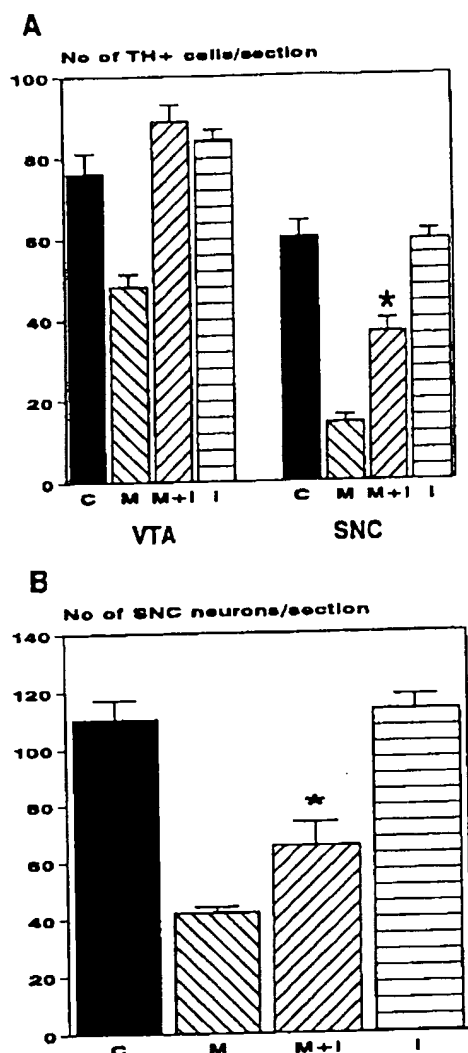 A
No of TH+ cells/section
100
80
60
40
20
0
*
C M M+I I C M M+I I
VTA SNC
B
No of SNC neurons/section
140
120
100
80
60
40
20
0
*
C M M+I I